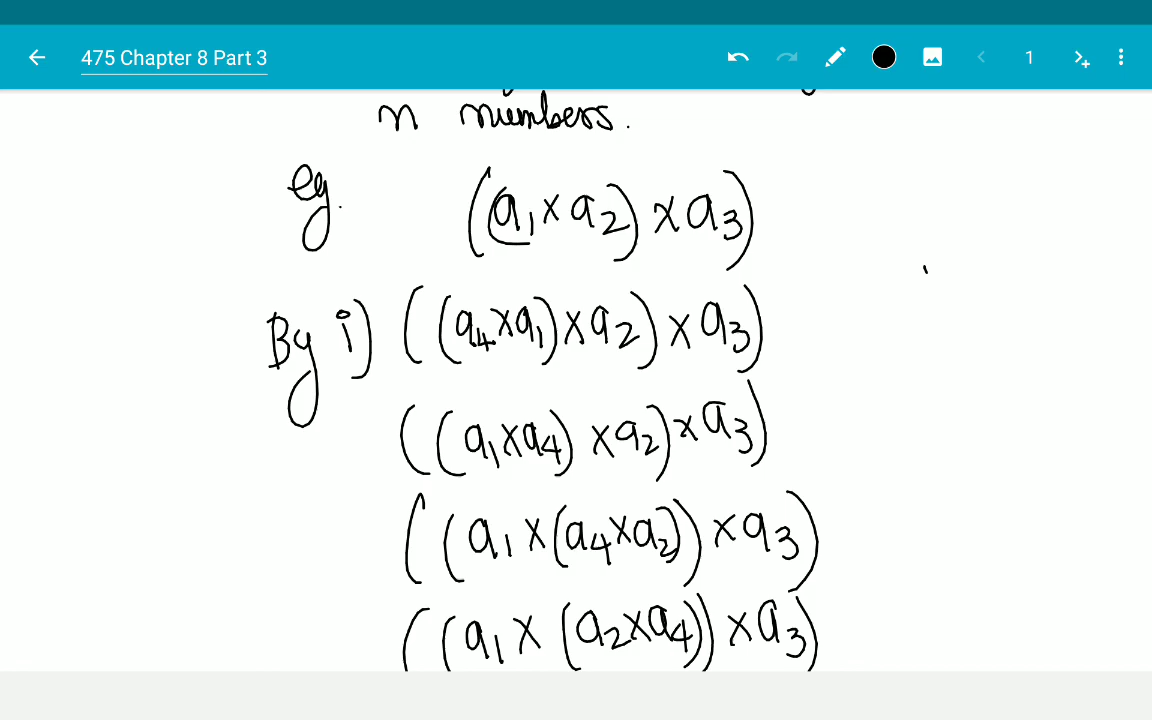 475 Chapter 8 Part 3
1
n numbers.
eg. ((a₁×a₂)×a₃)
By i) (((a₄×a₁)×a₂)×a₃)
(((a₁×a₄)×a₂)×a₃)
((a₁×(a₄×a₂))×a₃)
((a₁×(a₂×a₄))×a₃)